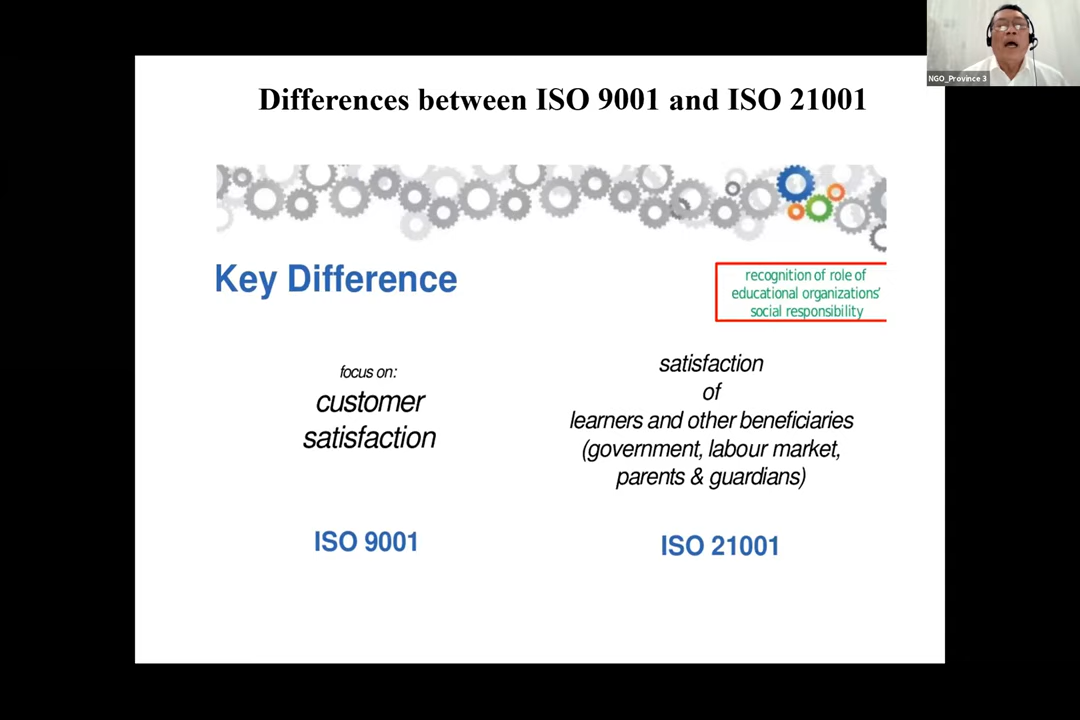 NGO_Province 3
Differences between ISO 9001 and ISO 21001
Key Difference
recognition of role of
educational organizations'
social responsibility
focus on:
customer
satisfaction
ISO 9001
satisfaction
of
learners and other beneficiaries
(government, labour market,
parents & guardians)
ISO 21001